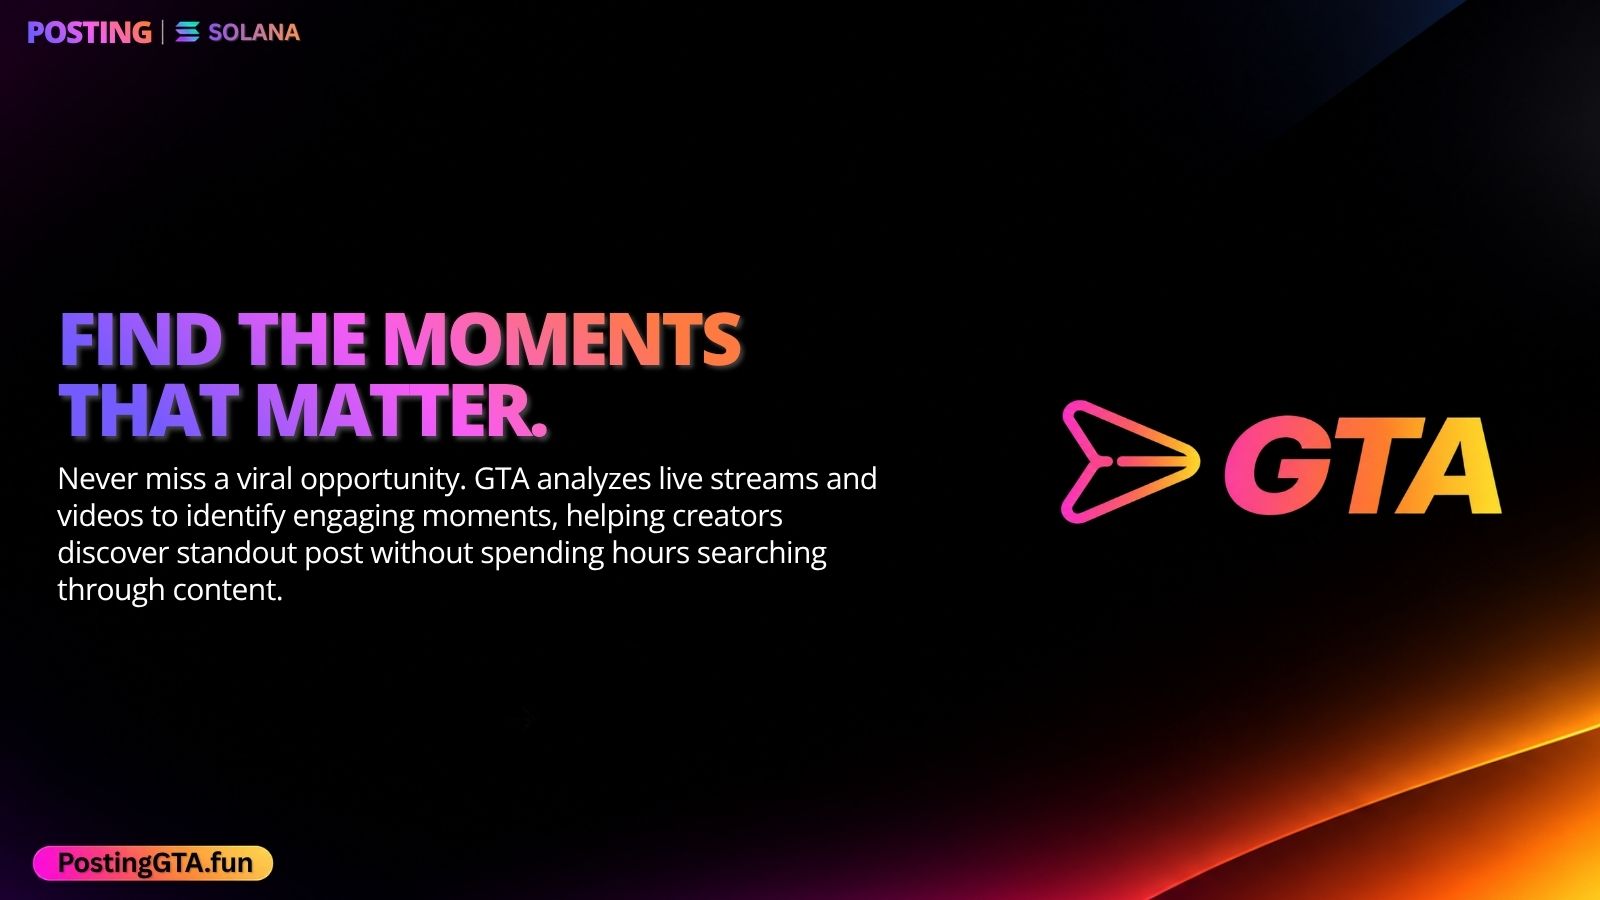 POSTING | SOLANA
FIND THE MOMENTS
THAT MATTER.
Never miss a viral opportunity. GTA analyzes live streams and
videos to identify engaging moments, helping creators
discover standout post without spending hours searching
through content.
GTA
PostingGTA.fun